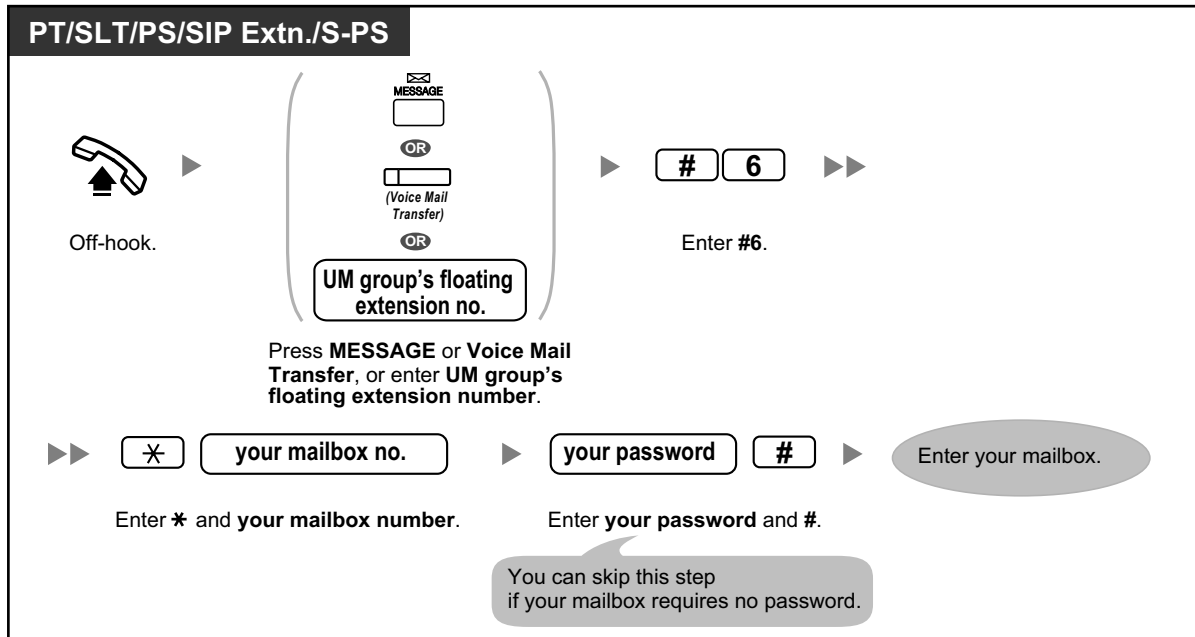 PT/SLT/PS/SIP Extn./S-PS
MESSAGE
OR
(Voice Mail
Transfer)
OR
UM group's floating
extension no.
# 6
Off-hook.
Enter #6.
Press MESSAGE or Voice Mail
Transfer, or enter UM group's
floating extension number.
* your mailbox no.
your password #
Enter your mailbox.
Enter * and your mailbox number.
Enter your password and #.
You can skip this step
if your mailbox requires no password.